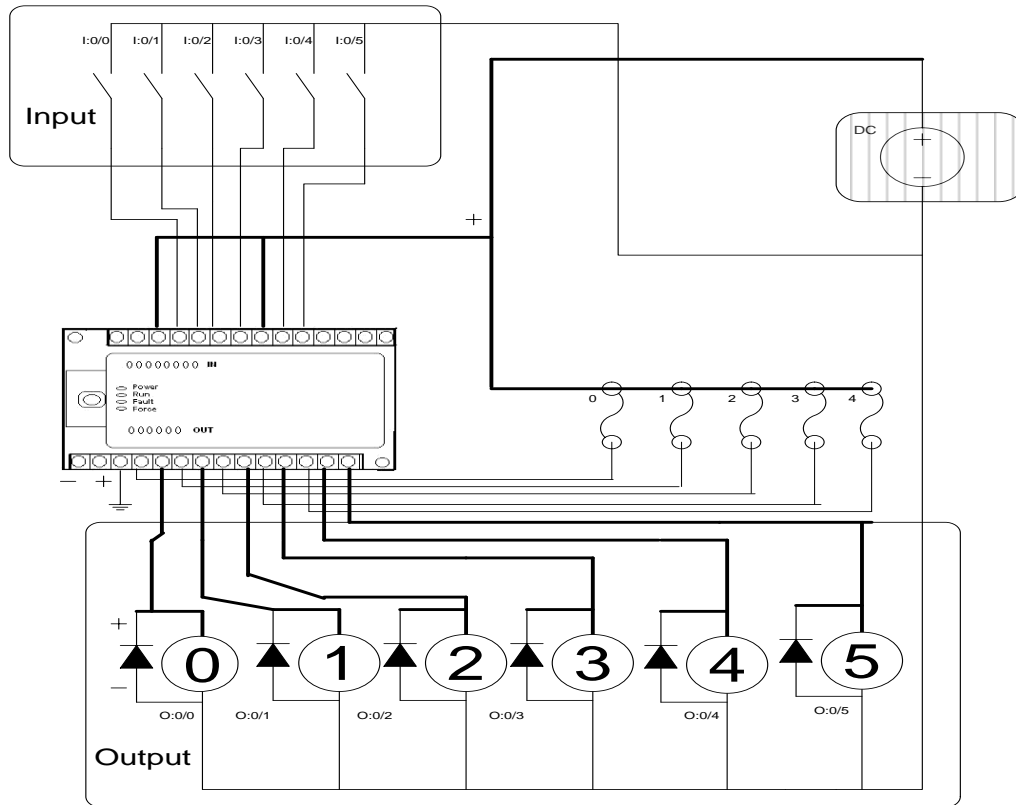 I:0/0 I:0/1 I:0/2 I:0/3 I:0/4 I:0/5
Input
DC
+
−
+
IN
Power
Run
Fault
Force
OUT
− +
0 1 2 3 4
+
−
0 1 2 3 4 5
O:0/0 O:0/1 O:0/2 O:0/3 O:0/4 O:0/5
Output